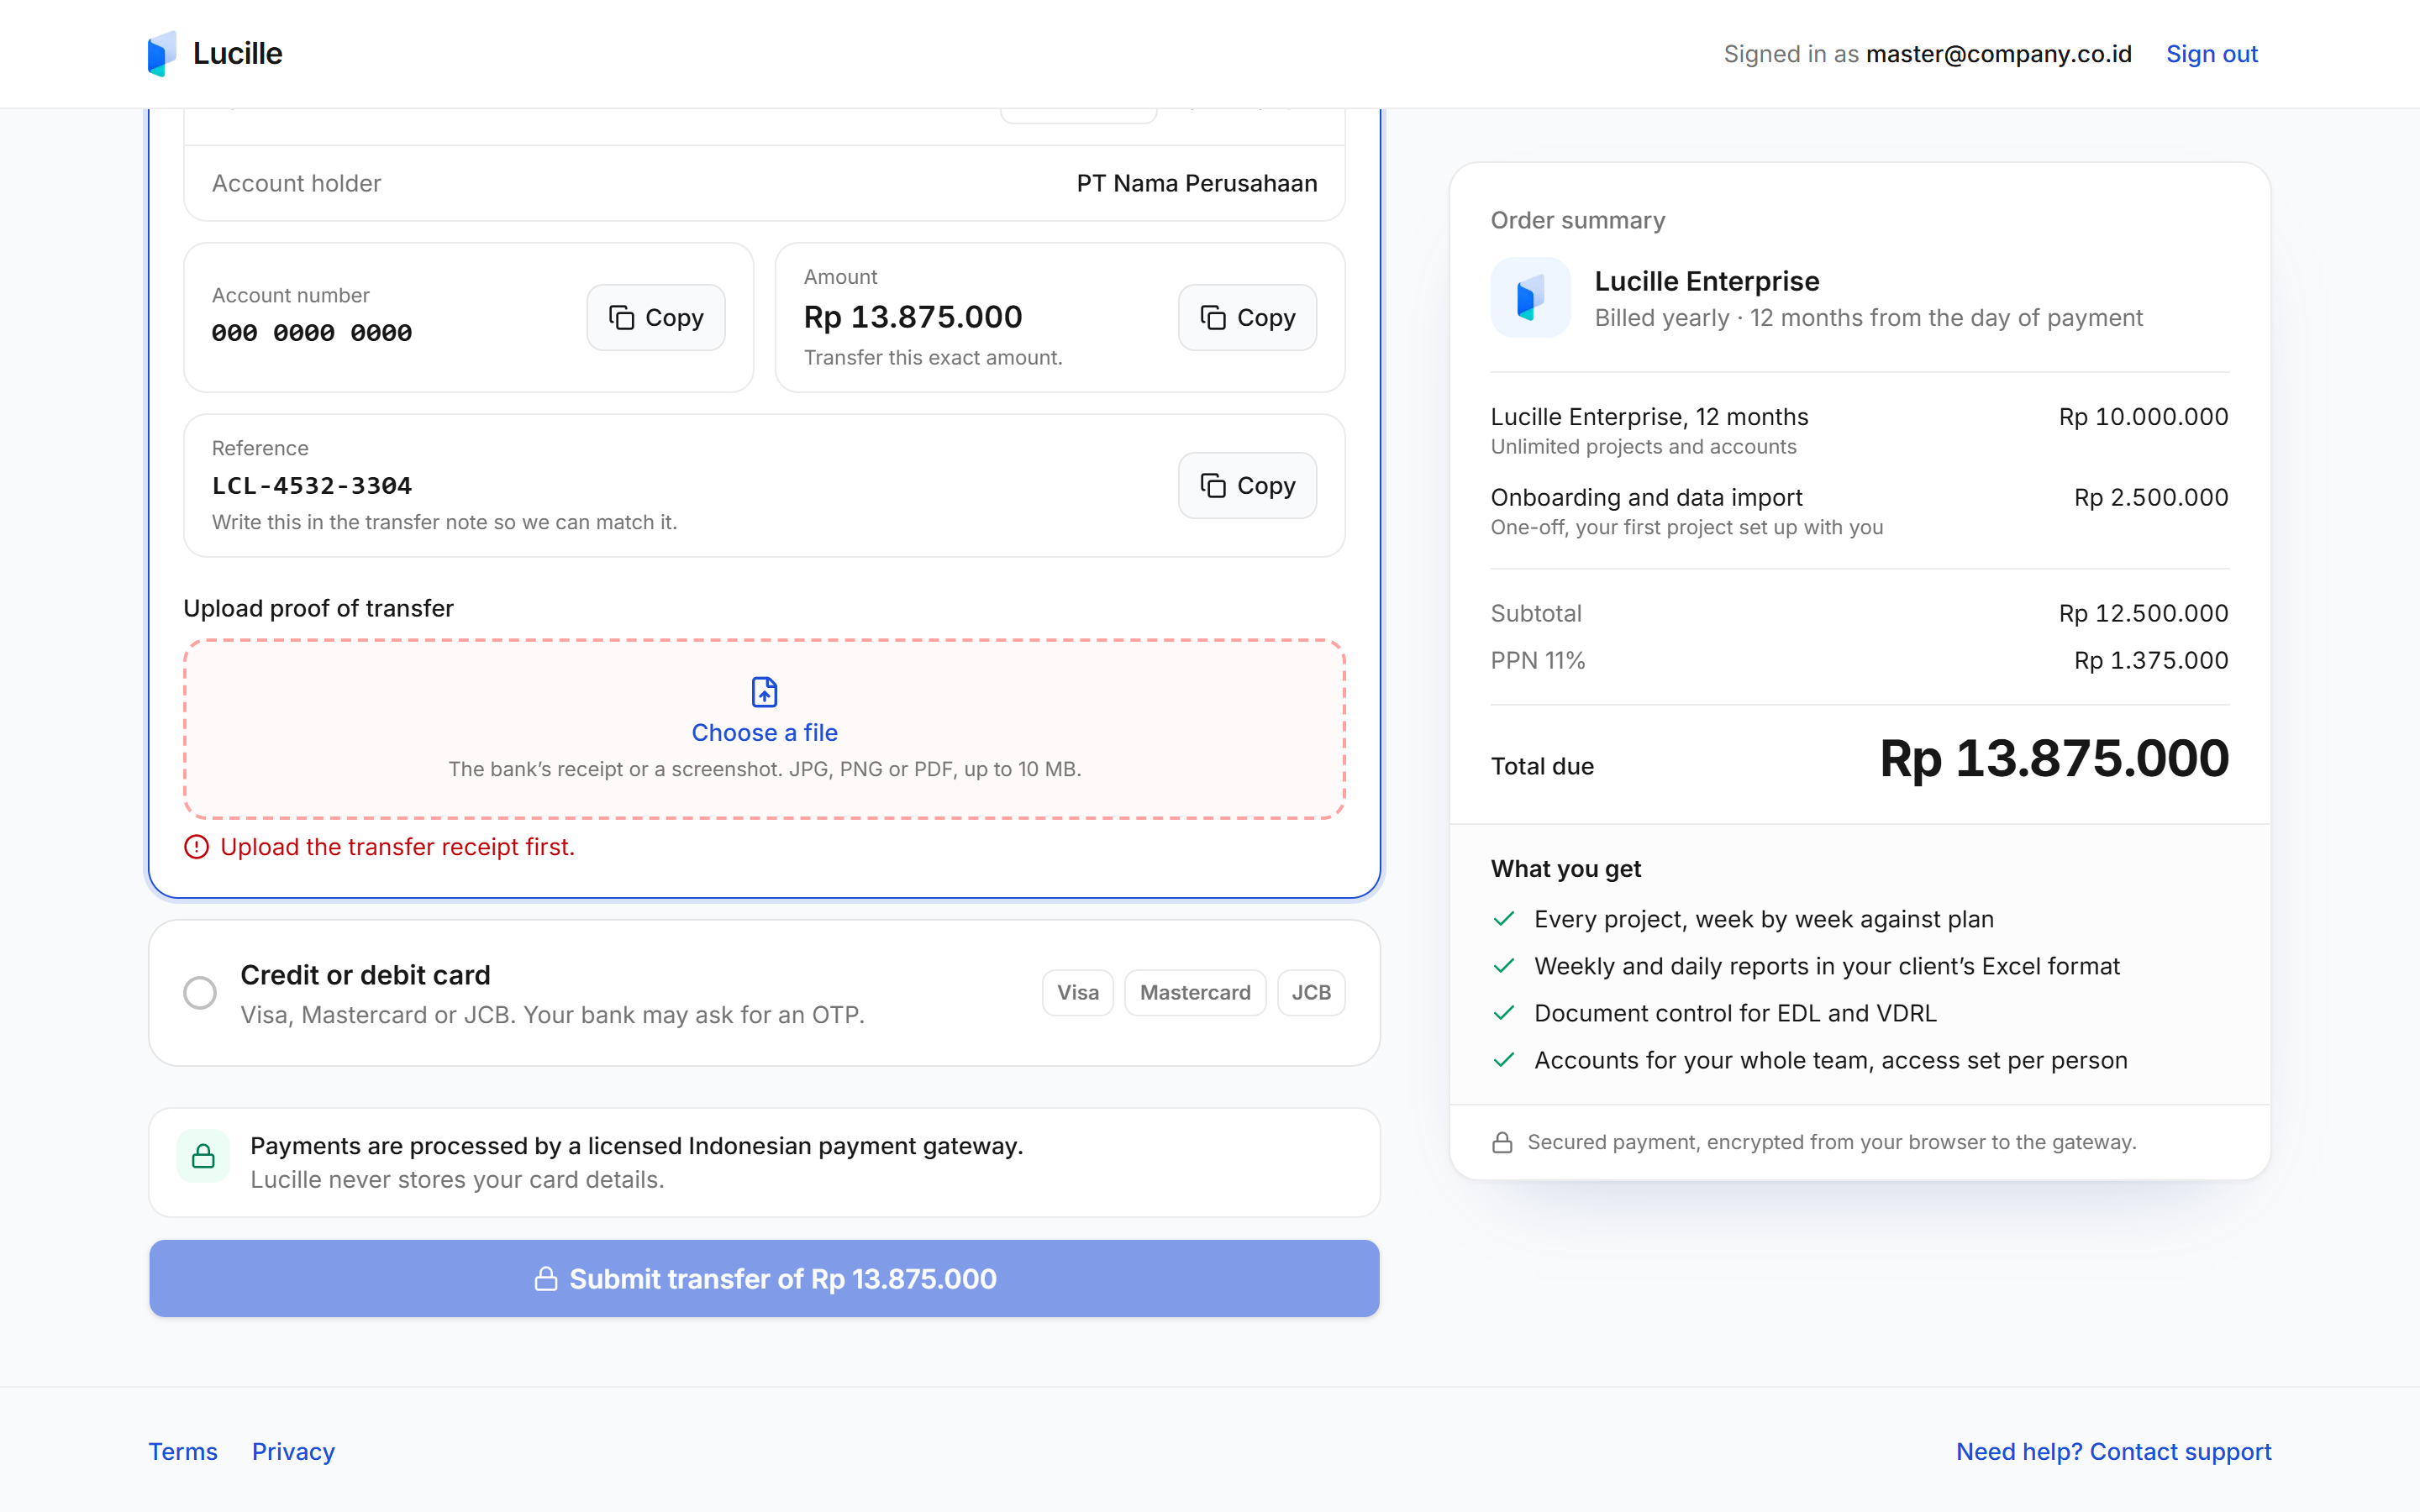 Lucille
Signed in as master@company.co.id
Sign out
Account holder
PT Nama Perusahaan
Account number
000 0000 0000
Copy
Amount
Rp 13.875.000
Transfer this exact amount.
Copy
Reference
LCL-4532-3304
Write this in the transfer note so we can match it.
Copy
Upload proof of transfer
Choose a file
The bank’s receipt or a screenshot. JPG, PNG or PDF, up to 10 MB.
Upload the transfer receipt first.
Credit or debit card
Visa, Mastercard or JCB. Your bank may ask for an OTP.
Visa
Mastercard
JCB
Payments are processed by a licensed Indonesian payment gateway.
Lucille never stores your card details.
Submit transfer of Rp 13.875.000
Order summary
Lucille Enterprise
Billed yearly · 12 months from the day of payment
Lucille Enterprise, 12 months
Rp 10.000.000
Unlimited projects and accounts
Onboarding and data import
Rp 2.500.000
One-off, your first project set up with you
Subtotal
Rp 12.500.000
PPN 11%
Rp 1.375.000
Total due
Rp 13.875.000
What you get
Every project, week by week against plan
Weekly and daily reports in your client’s Excel format
Document control for EDL and VDRL
Accounts for your whole team, access set per person
Secured payment, encrypted from your browser to the gateway.
Terms
Privacy
Need help? Contact support